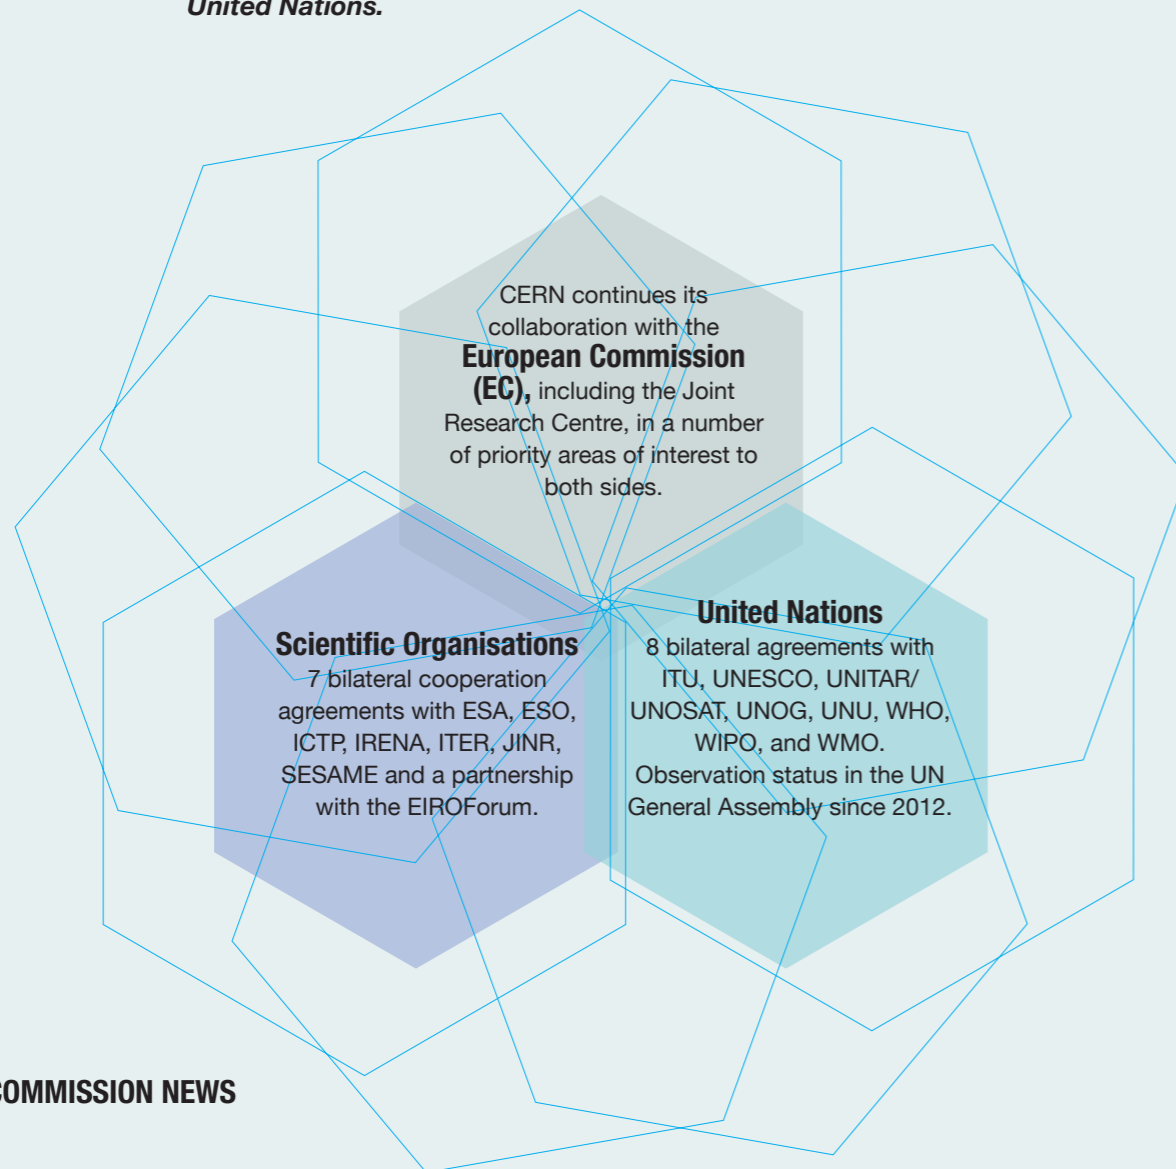 United Nations.
CERN continues its
collaboration with the
European Commission
(EC), including the Joint
Research Centre, in a number
of priority areas of interest to
both sides.
Scientific Organisations
7 bilateral cooperation
agreements with ESA, ESO,
ICTP, IRENA, ITER, JINR,
SESAME and a partnership
with the EIROForum.
United Nations
8 bilateral agreements with
ITU, UNESCO, UNITAR/
UNOSAT, UNOG, UNU, WHO,
WIPO, and WMO.
Observation status in the UN
General Assembly since 2012.
COMMISSION NEWS